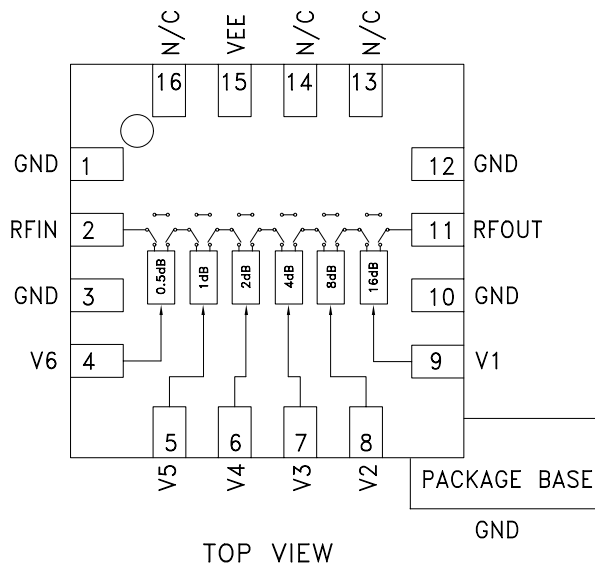 N/C VEE N/C N/C
16 15 14 13
GND 1 12 GND
RFIN 2 11 RFOUT
0.5dB 1dB 2dB 4dB 8dB 16dB
GND 3 10 GND
V6 4 9 V1
5 6 7 8
V5 V4 V3 V2
PACKAGE BASE
GND
TOP VIEW